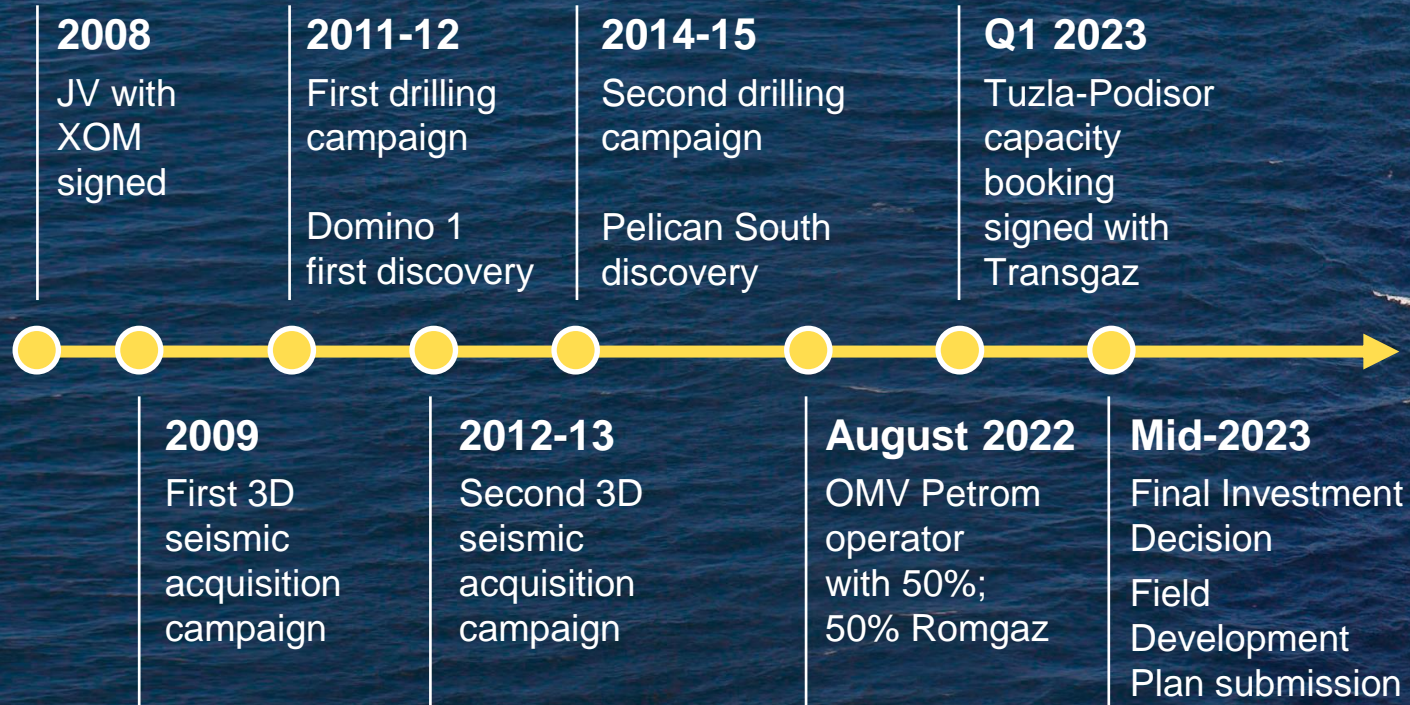 2008
JV with
XOM
signed
2011-12
First drilling
campaign
Domino 1
first discovery
2014-15
Second drilling
campaign
Pelican South
discovery
Q1 2023
Tuzla-Podisor
capacity
booking
signed with
Transgaz
2009
First 3D
seismic
acquisition
campaign
2012-13
Second 3D
seismic
acquisition
campaign
August 2022
OMV Petrom
operator
with 50%;
50% Romgaz
Mid-2023
Final Investment
Decision
Field
Development
Plan submission